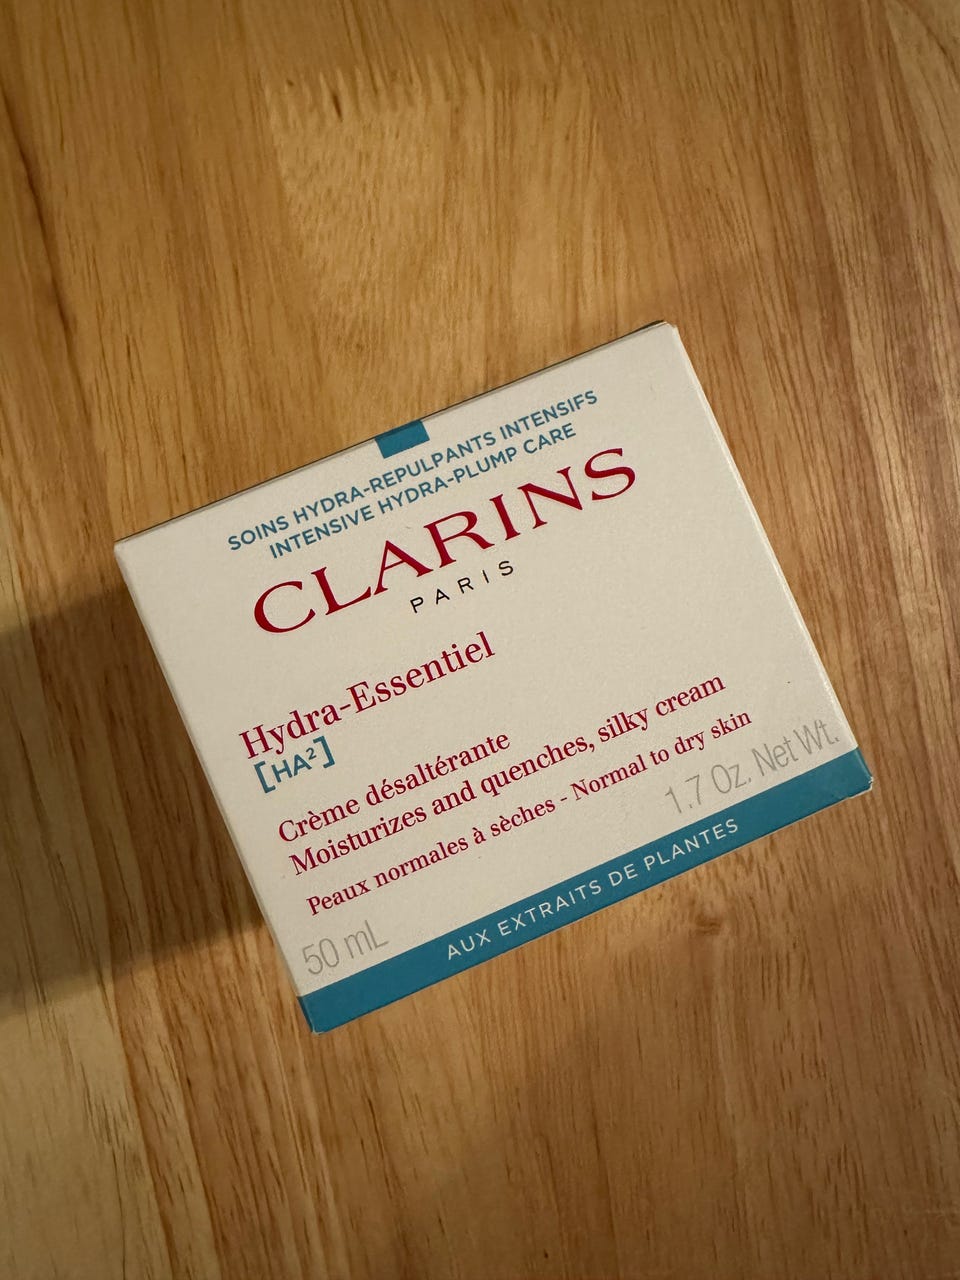 SOINS HYDRA-REPULPANTS INTENSIFS
INTENSIVE HYDRA-PLUMP CARE
CLARINS
PARIS
Hydra-Essentiel
[HA²]
Crème désaltérante
Moisturizes and quenches, silky cream
Peaux normales à sèches - Normal to dry skin
50 mL 1.7 Oz. Net Wt.
AUX EXTRAITS DE PLANTES